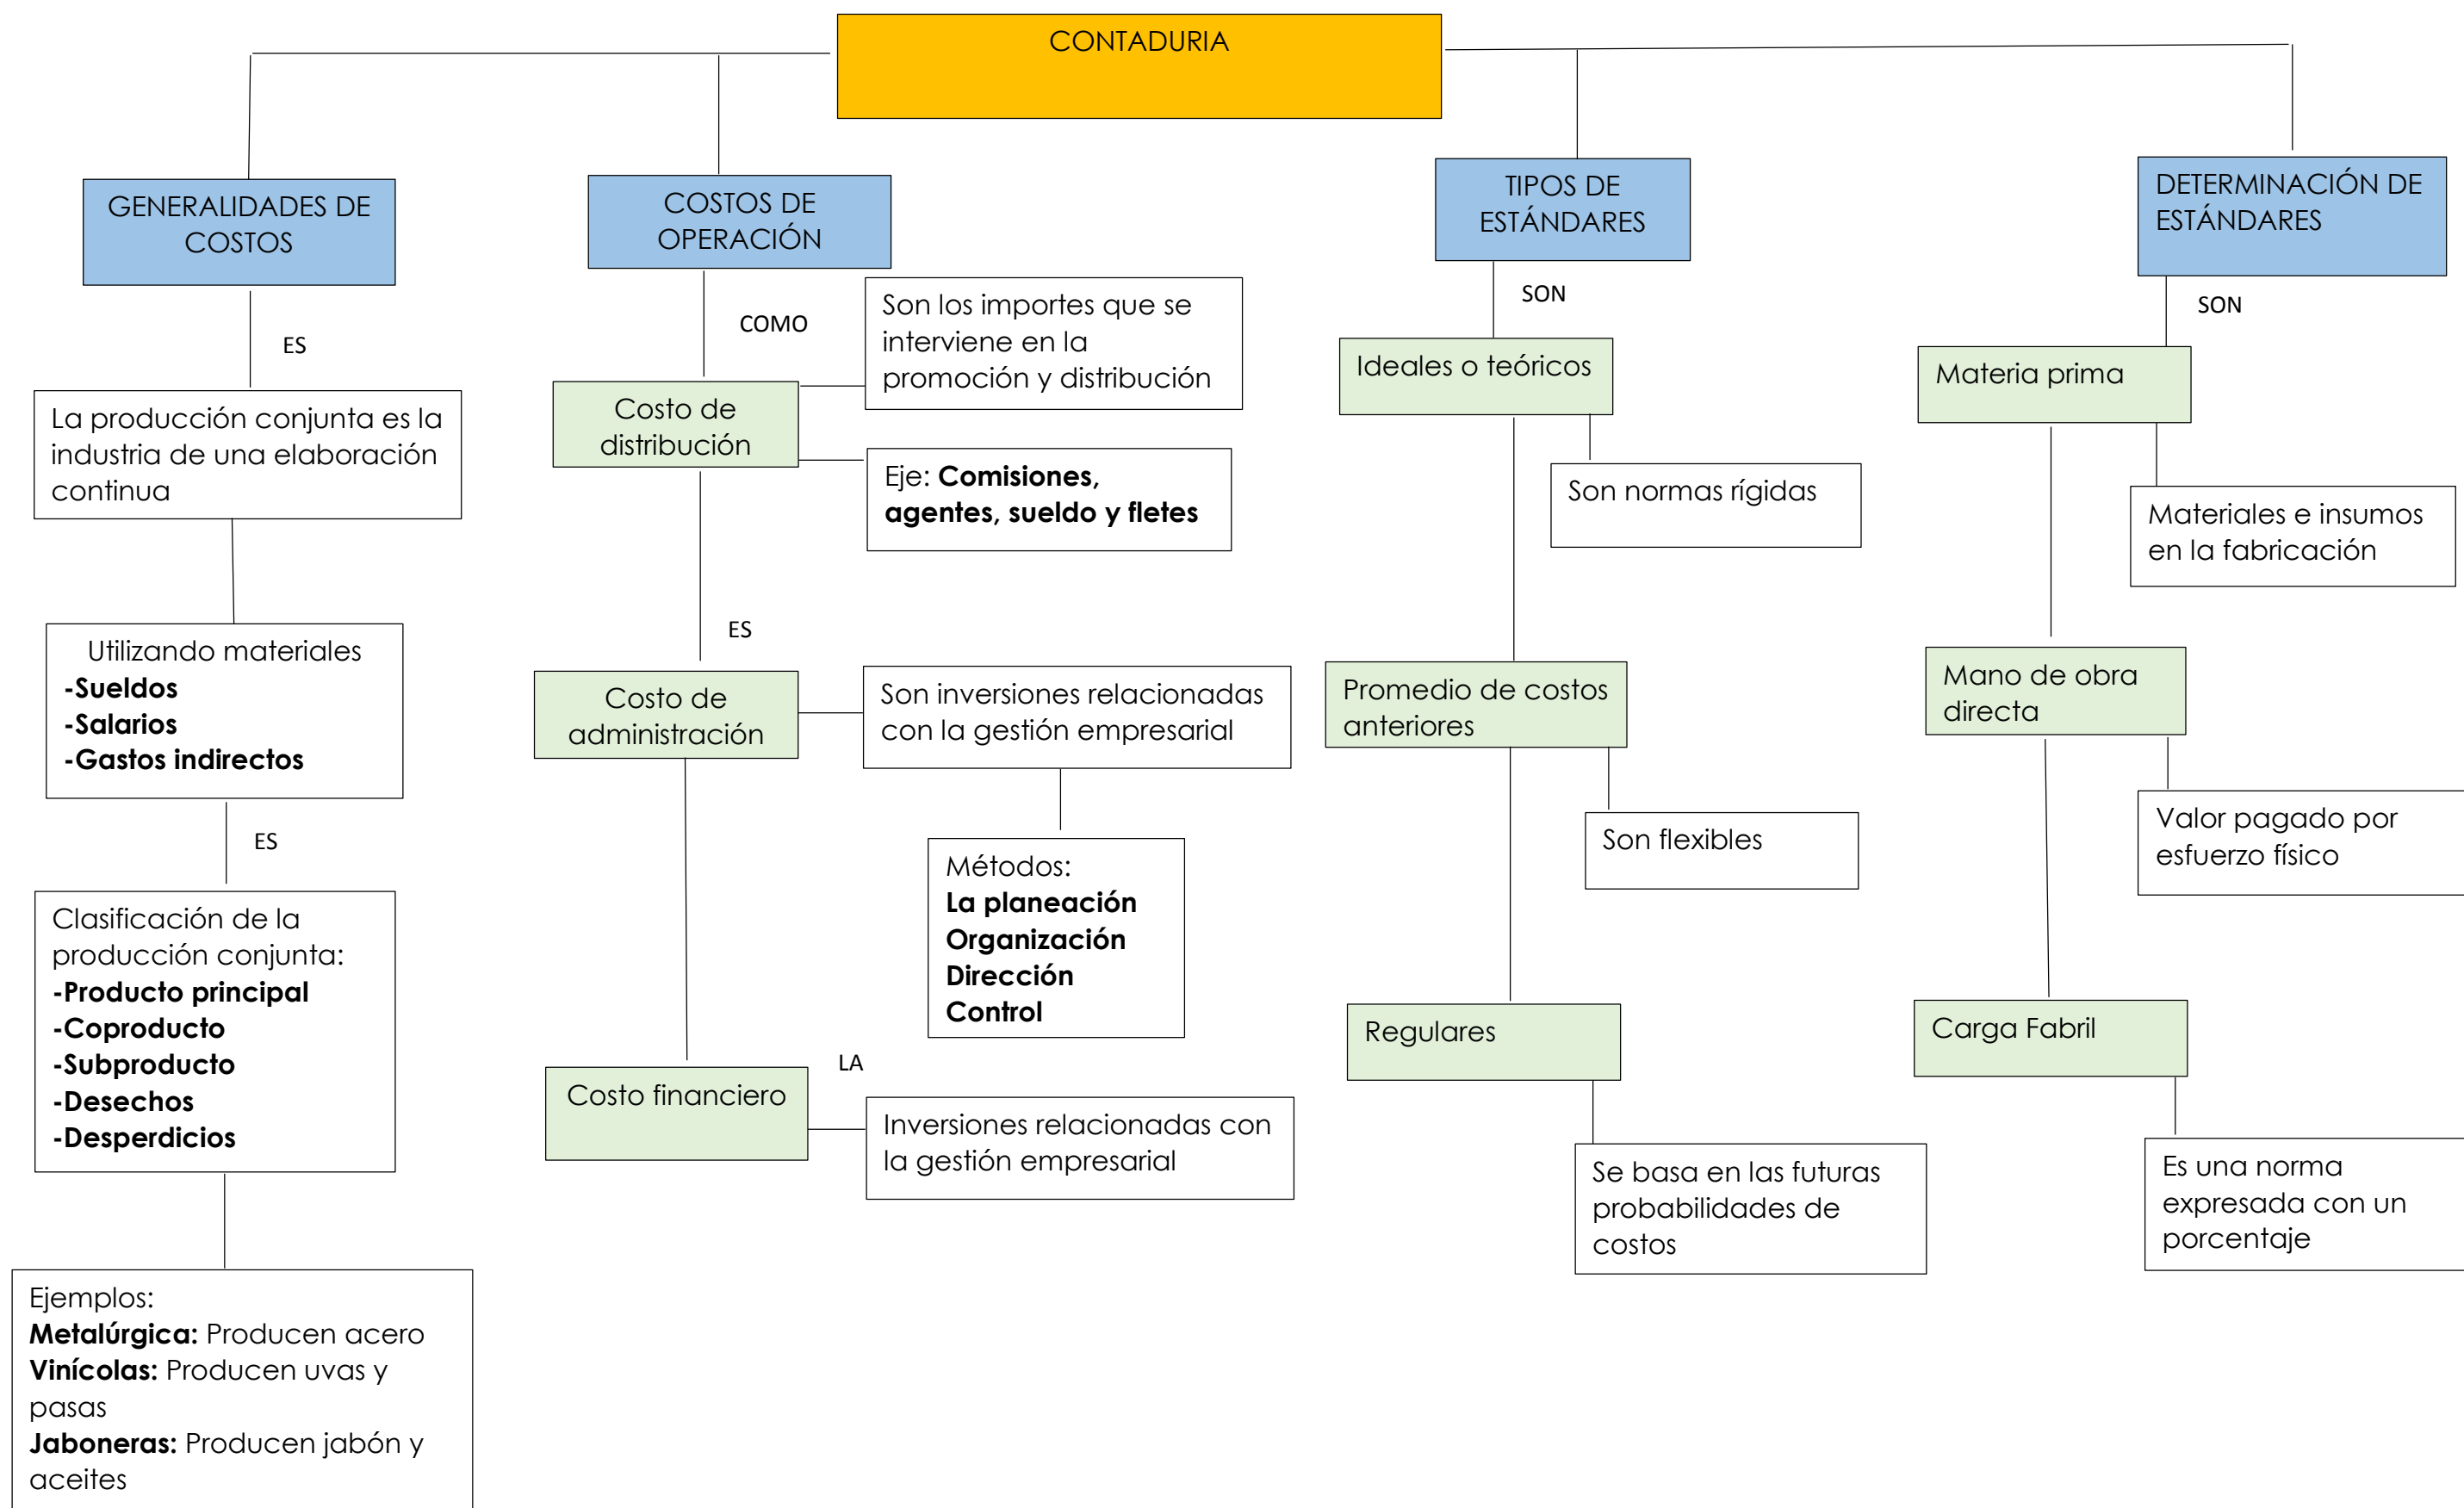 CONTADURIA
GENERALIDADES DE
COSTOS
ES
La producción conjunta es la
industria de una elaboración
continua
Utilizando materiales
-Sueldos
-Salarios
-Gastos indirectos
ES
Clasificación de la
producción conjunta:
-Producto principal
-Coproducto
-Subproducto
-Desechos
-Desperdicios
Ejemplos:
Metalúrgica: Producen acero
Vinícolas: Producen uvas y
pasas
Jaboneras: Producen jabón y
aceites
COSTOS DE
OPERACIÓN
COMO
Costo de
distribución
Son los importes que se
interviene en la
promoción y distribución
Eje: Comisiones,
agentes, sueldo y fletes
ES
Costo de
administración
Son inversiones relacionadas
con la gestión empresarial
Métodos:
La planeación
Organización
Dirección
Control
LA
Costo financiero
Inversiones relacionadas con
la gestión empresarial
TIPOS DE
ESTÁNDARES
SON
Ideales o teóricos
Son normas rígidas
Promedio de costos
anteriores
Son flexibles
Regulares
Se basa en las futuras
probabilidades de
costos
DETERMINACIÓN DE
ESTÁNDARES
SON
Materia prima
Materiales e insumos
en la fabricación
Mano de obra
directa
Valor pagado por
esfuerzo físico
Carga Fabril
Es una norma
expresada con un
porcentaje